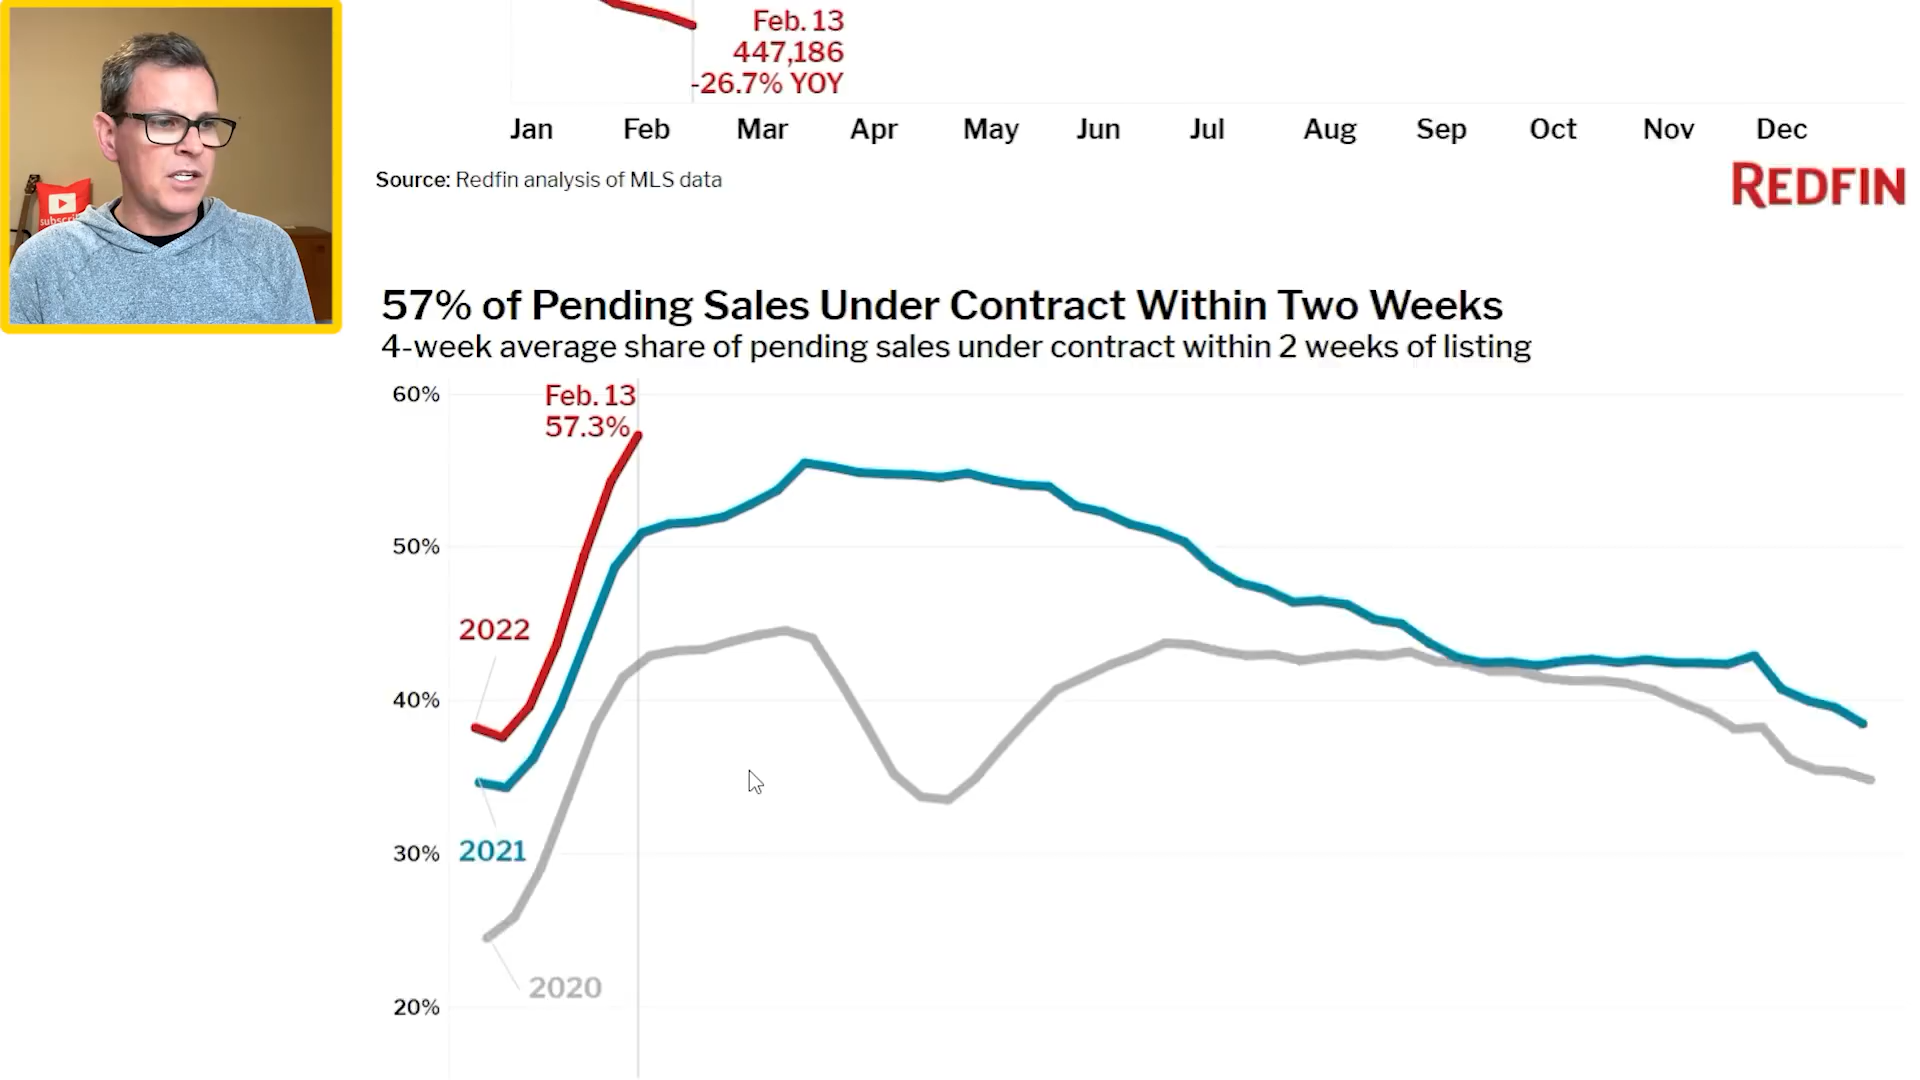 Feb. 13
447,186
-26.7% YOY
Jan Feb Mar Apr May Jun Jul Aug Sep Oct Nov Dec
Source: Redfin analysis of MLS data
REDFIN
subscri
57% of Pending Sales Under Contract Within Two Weeks
4-week average share of pending sales under contract within 2 weeks of listing
60%
Feb. 13
57.3%
50%
2022
40%
30%
2021
2020
20%